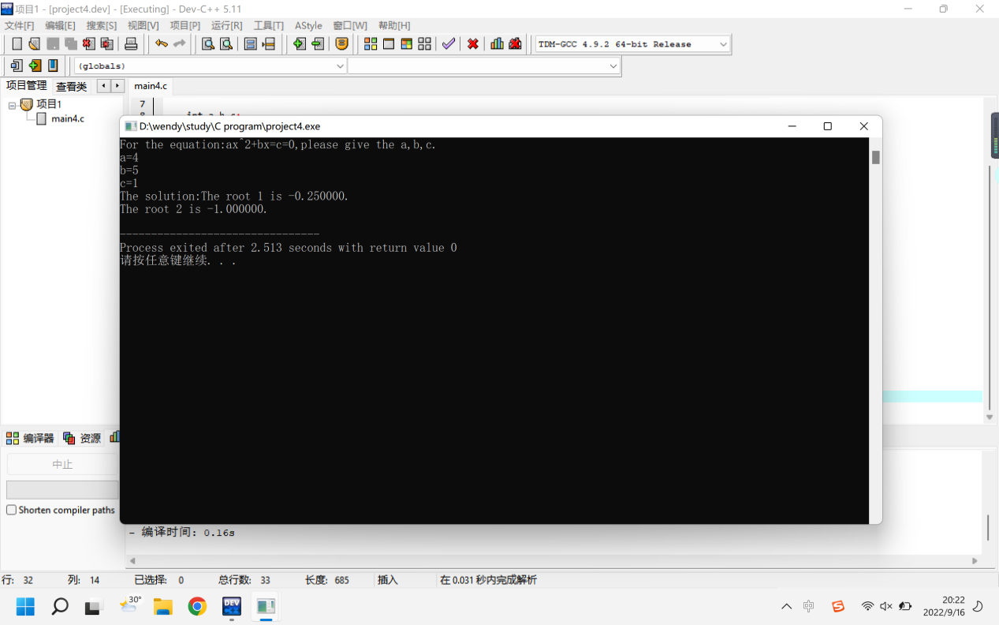 项目1 - [project4.dev] - [Executing] - Dev-C++ 5.11
文件[F] 编辑[E] 搜索[S] 视图[V] 项目[P] 运行[R] 工具[T] AStyle 窗口[W] 帮助[H]
TDM-GCC 4.9.2 64-bit Release
(globals)
项目管理 查看类 main4.c
项目1
main4.c
7
8 int a,b,c;
D:\wendy\study\C program\project4.exe
For the equation:ax^2+bx=c=0,please give the a,b,c.
a=4
b=5
c=1
The solution:The root 1 is -0.250000.
The root 2 is -1.000000.
--------------------------------
Process exited after 2.513 seconds with return value 0
请按任意键继续. . .
编译器 资源
中止
Shorten compiler paths
- 编译时间: 0.16s
行: 32 列: 14 已选择: 0 总行数: 33 长度: 685 插入 在 0.031 秒内完成解析
30°
DEV
中
20:22
2022/9/16